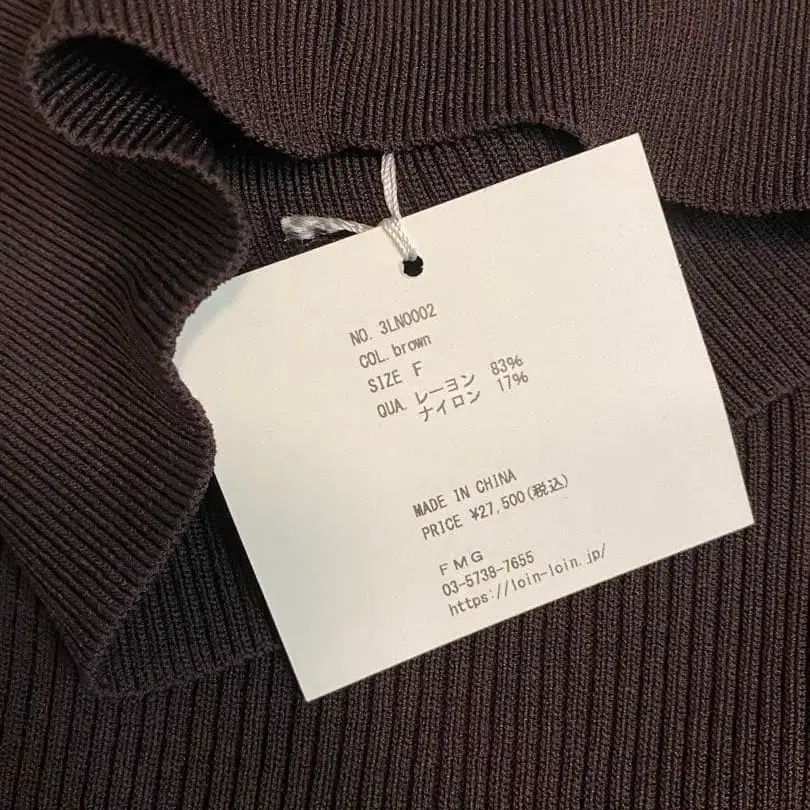 NO. 3LN0002
COL. brown
SIZE F
QUA. レーヨン 83%
ナイロン 17%
MADE IN CHINA
PRICE ¥27,500(税込)
FMG
03-5738-7655
https://loin-loin.jp/